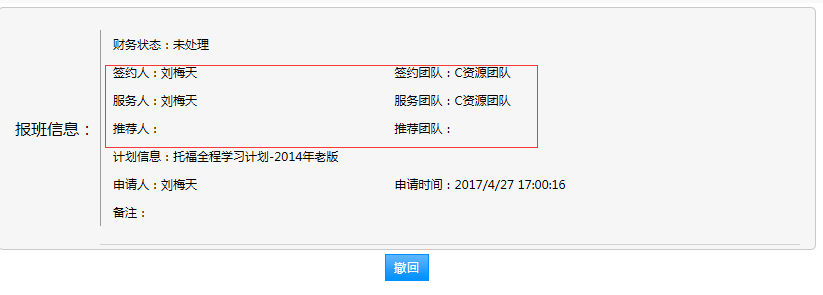 财务状态：未处理
签约人：刘梅天 签约团队：C资源团队
服务人：刘梅天 服务团队：C资源团队
报班信息：
推荐人： 推荐团队：
计划信息：托福全程学习计划-2014年老版
申请人：刘梅天 申请时间：2017/4/27 17:00:16
备注：
撤回